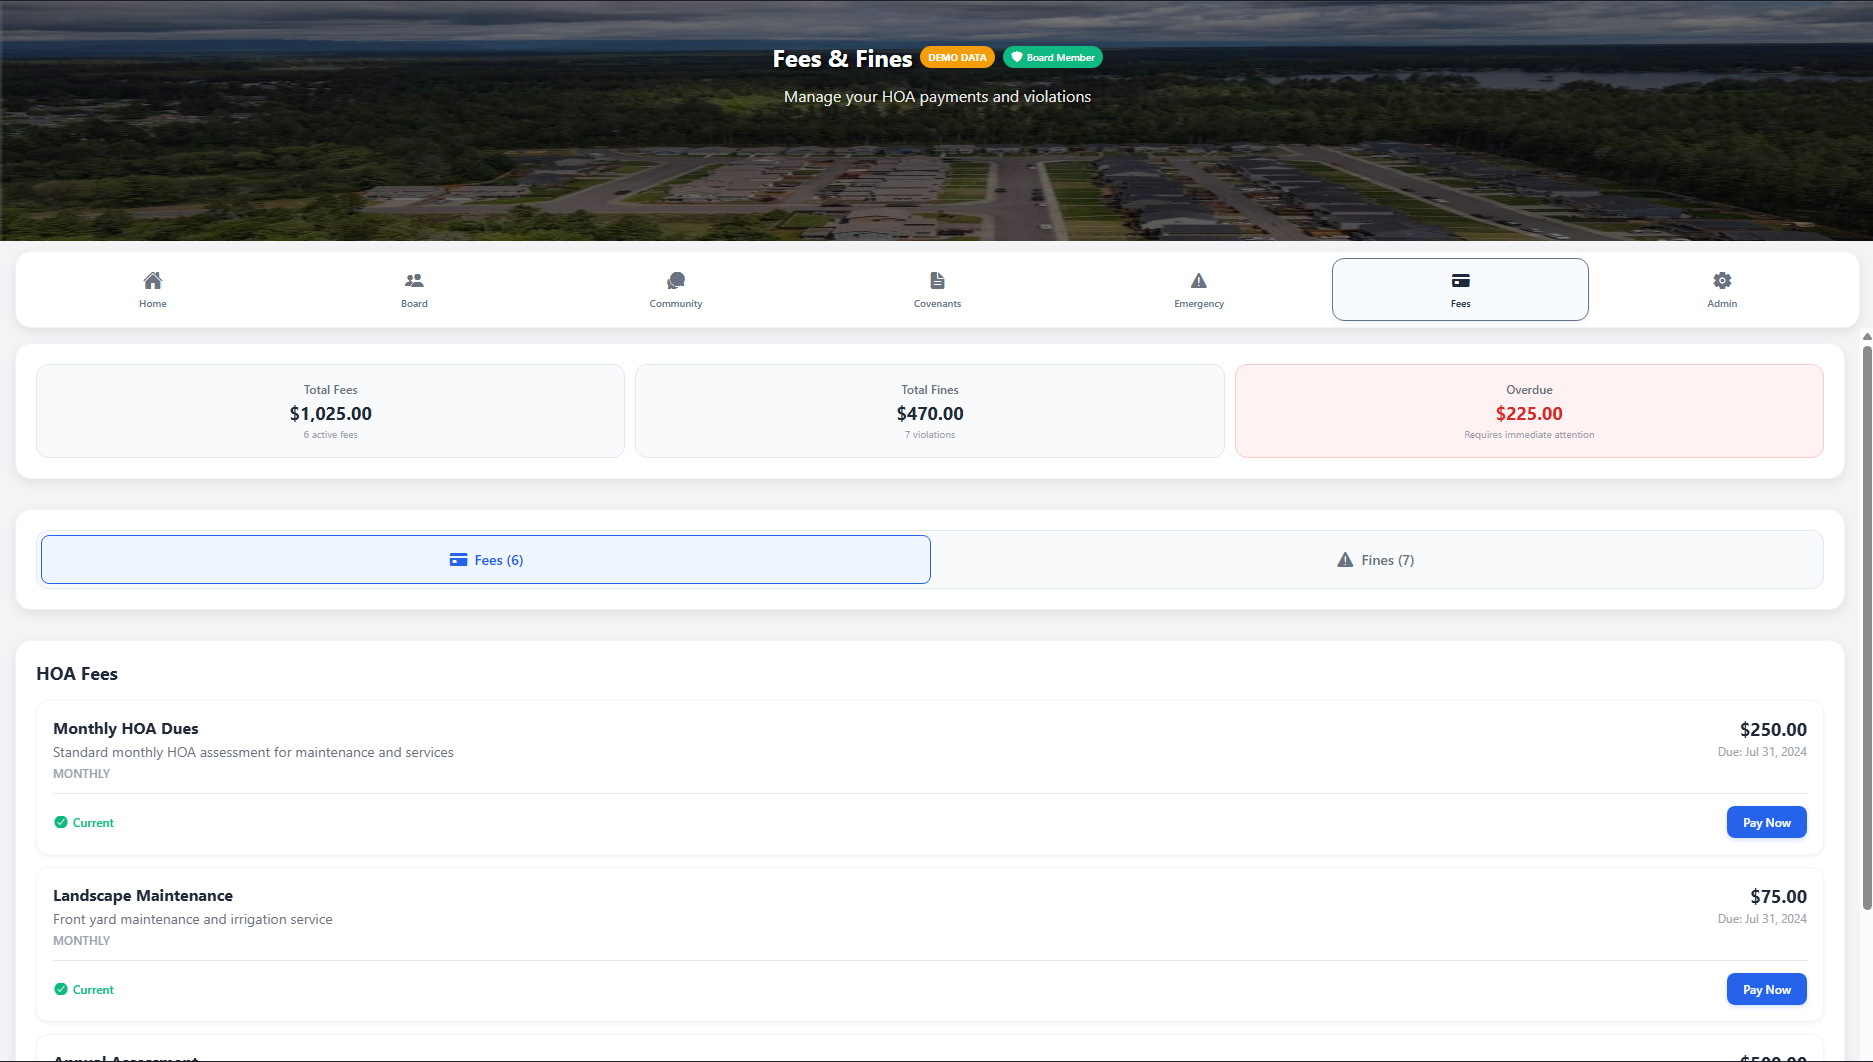 Fees & Fines
DEMO DATA
Board Member
Manage your HOA payments and violations
Home
Board
Community
Covenants
Emergency
Fees
Admin
Total Fees
$1,025.00
6 active fees
Total Fines
$470.00
7 violations
Overdue
$225.00
Requires immediate attention
Fees (6)
Fines (7)
HOA Fees
Monthly HOA Dues
$250.00
Standard monthly HOA assessment for maintenance and services
Due: Jul 31, 2024
MONTHLY
Current
Pay Now
Landscape Maintenance
$75.00
Front yard maintenance and irrigation service
Due: Jul 31, 2024
MONTHLY
Current
Pay Now
Annual Assessment
$500.00